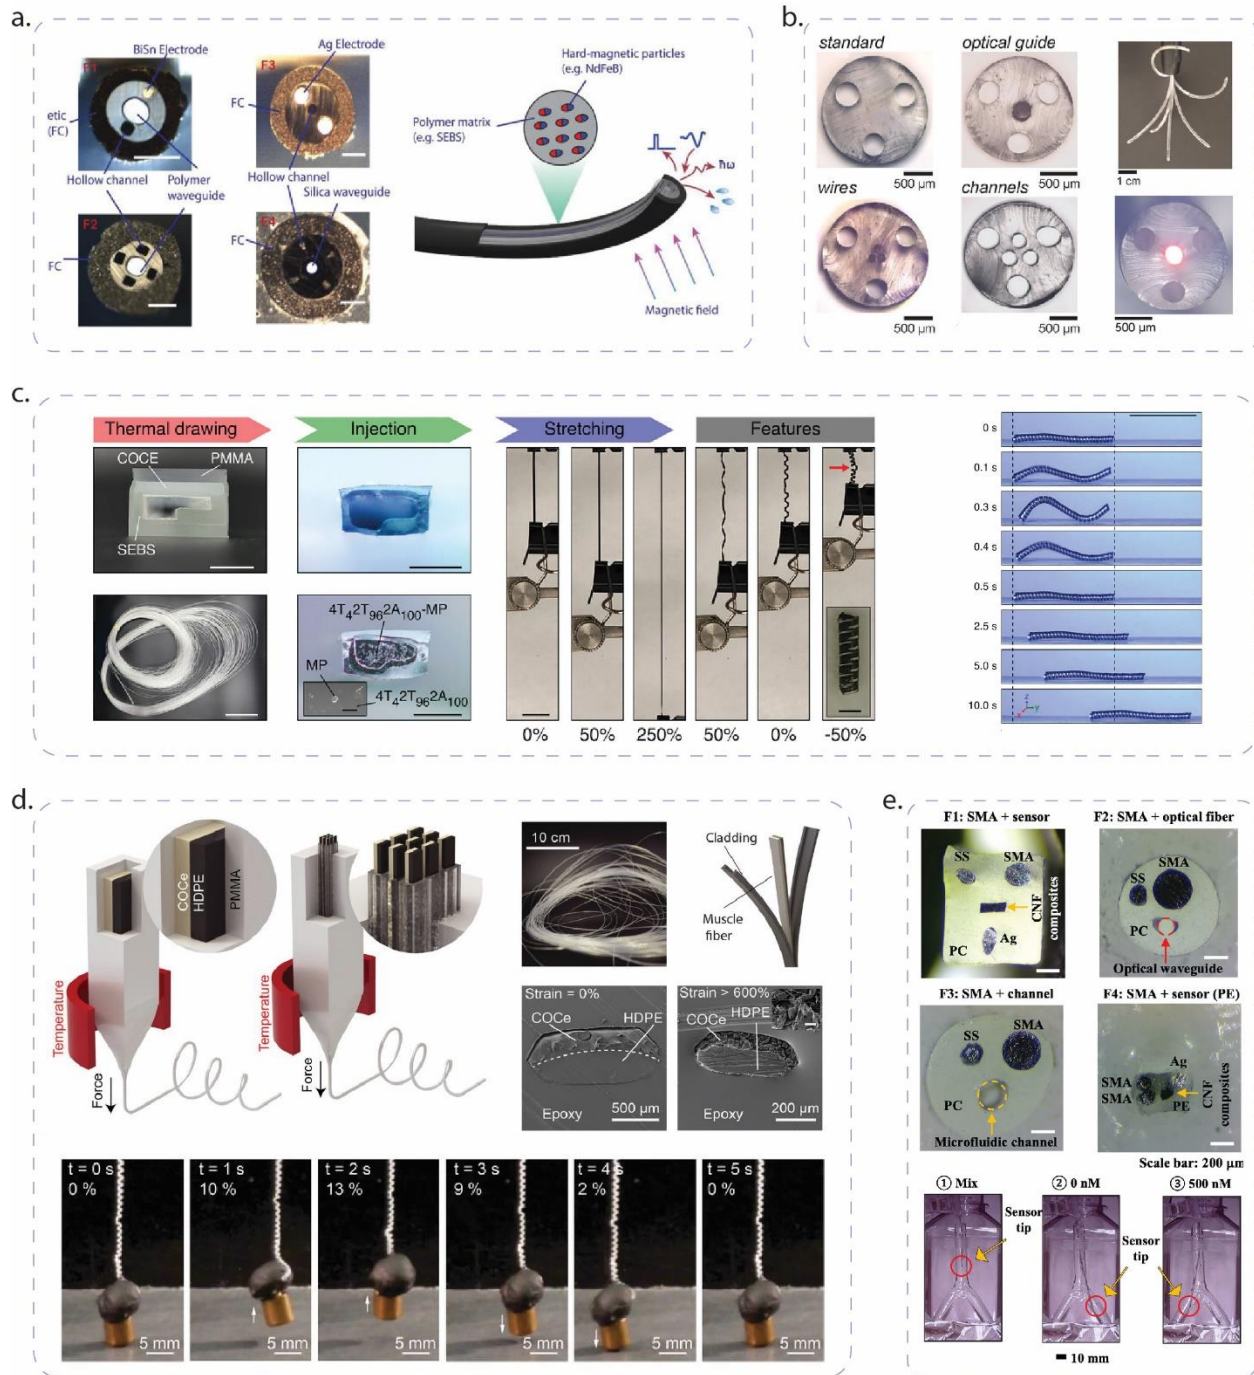 a.
BiSn Electrode
Ag Electrode
F1
F3
etic
(FC)
FC
Hollow channel
Polymer
waveguide
Hollow channel
Silica waveguide
F2
F4
FC
FC
Hard-magnetic particles
(e.g. NdFeB)
Polymer matrix
(e.g. SEBS)
ħω
Magnetic field
b.
standard
optical guide
500 µm
500 µm
1 cm
wires
channels
500 µm
500 µm
500 µm
c.
Thermal drawing
Injection
Stretching
Features
COCE
PMMA
SEBS
4T₄2T₉₆2A₁₀₀-MP
MP
4T₄2T₉₆2A₁₀₀
0%
50%
250%
50%
0%
-50%
0 s
0.1 s
0.3 s
0.4 s
0.5 s
2.5 s
5.0 s
10.0 s
z
y
x
d.
COCe
HDPE
PMMA
Temperature
Force
Temperature
Force
10 cm
Cladding
Muscle
fiber
Strain = 0%
COCe
HDPE
Epoxy
500 µm
Strain > 600%
COCe
HDPE
Epoxy
200 µm
t = 0 s
0 %
5 mm
t = 1 s
10 %
5 mm
t = 2 s
13 %
5 mm
t = 3 s
9 %
5 mm
t = 4 s
2 %
5 mm
t = 5 s
0 %
5 mm
e.
F1: SMA + sensor
F2: SMA + optical fiber
SS
SMA
CNF
composites
PC
Ag
SMA
SS
PC
Optical waveguide
F3: SMA + channel
F4: SMA + sensor (PE)
SS
SMA
PC
Microfluidic channel
Ag
SMA
SMA
PE
CNF
composites
Scale bar: 200 µm
① Mix
② 0 nM
③ 500 nM
Sensor
tip
Sensor
tip
10 mm